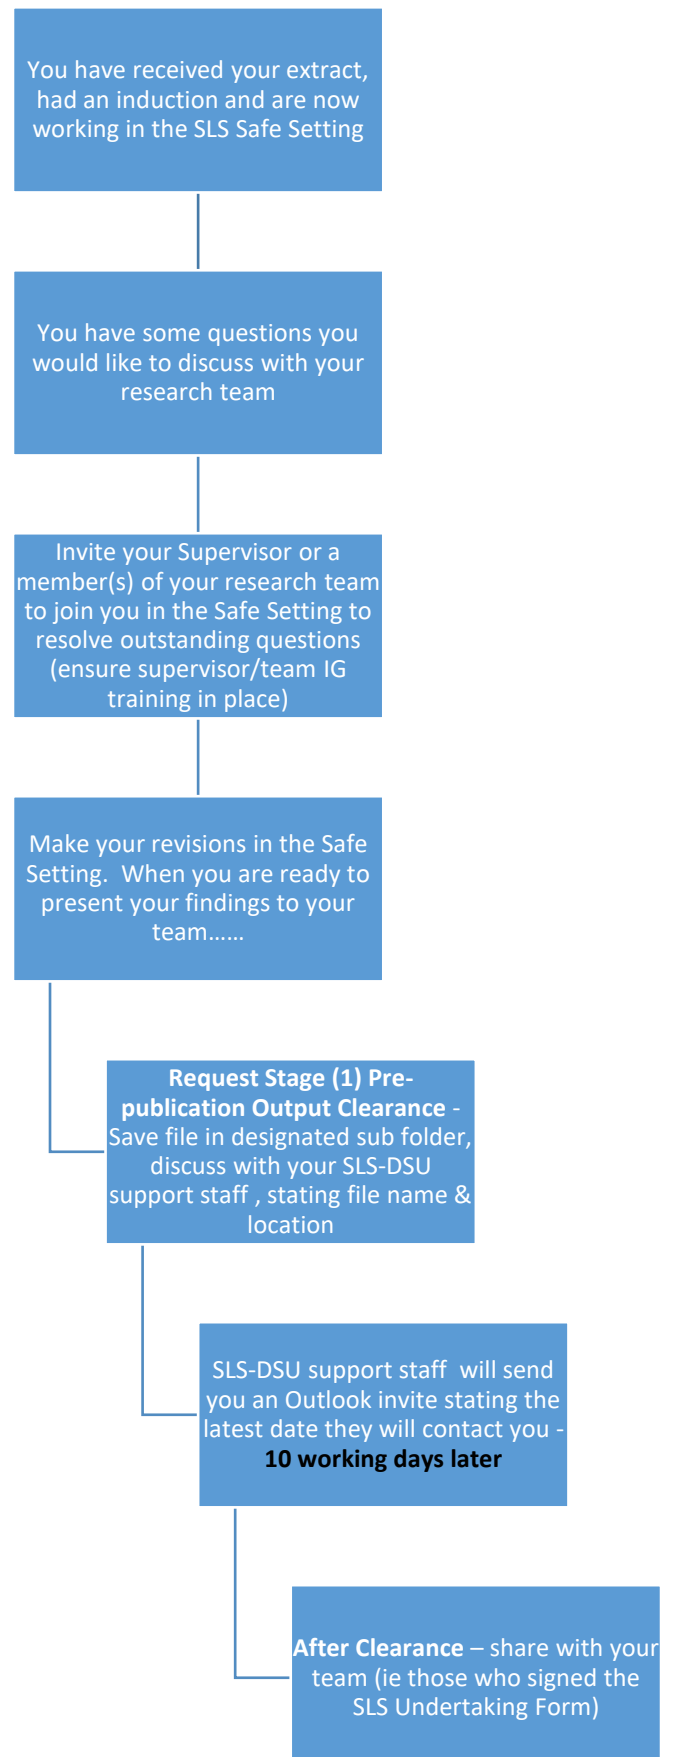 You have received your extract,
had an induction and are now
working in the SLS Safe Setting
You have some questions you
would like to discuss with your
research team
Invite your Supervisor or a
member(s) of your research team
to join you in the Safe Setting to
resolve outstanding questions
(ensure supervisor/team IG
training in place)
Make your revisions in the Safe
Setting.  When you are ready to
present your findings to your
team……
Request Stage (1) Pre-
publication Output Clearance -
Save file in designated sub folder,
discuss with your SLS-DSU
support staff , stating file name &
location
SLS-DSU support staff  will send
you an Outlook invite stating the
latest date they will contact you -
10 working days later
After Clearance – share with your
team (ie those who signed the
SLS Undertaking Form)